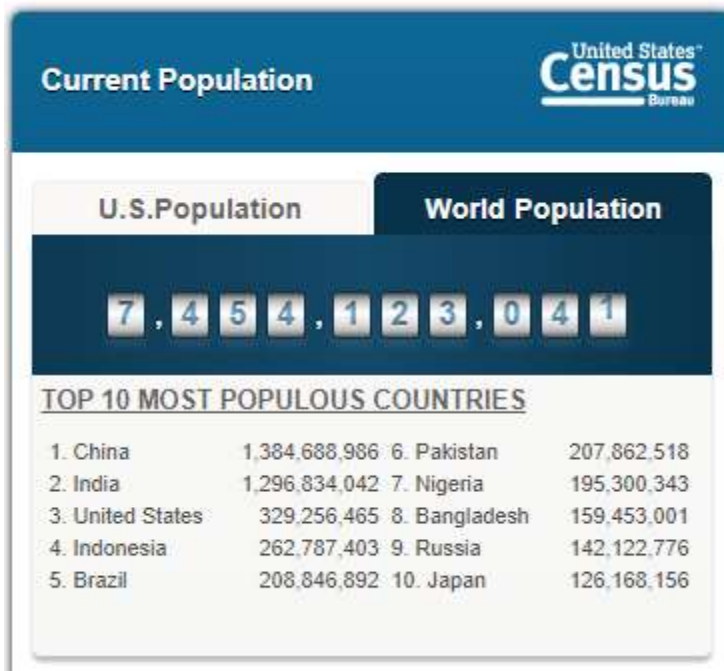 Current Population
United States™
Census
Bureau
U.S.Population
World Population
7,454,123,041
TOP 10 MOST POPULOUS COUNTRIES
1. China 1,384,688,986 6. Pakistan 207,862,518
2. India 1,296,834,042 7. Nigeria 195,300,343
3. United States 329,256,465 8. Bangladesh 159,453,001
4. Indonesia 262,787,403 9. Russia 142,122,776
5. Brazil 208,846,892 10. Japan 126,168,156